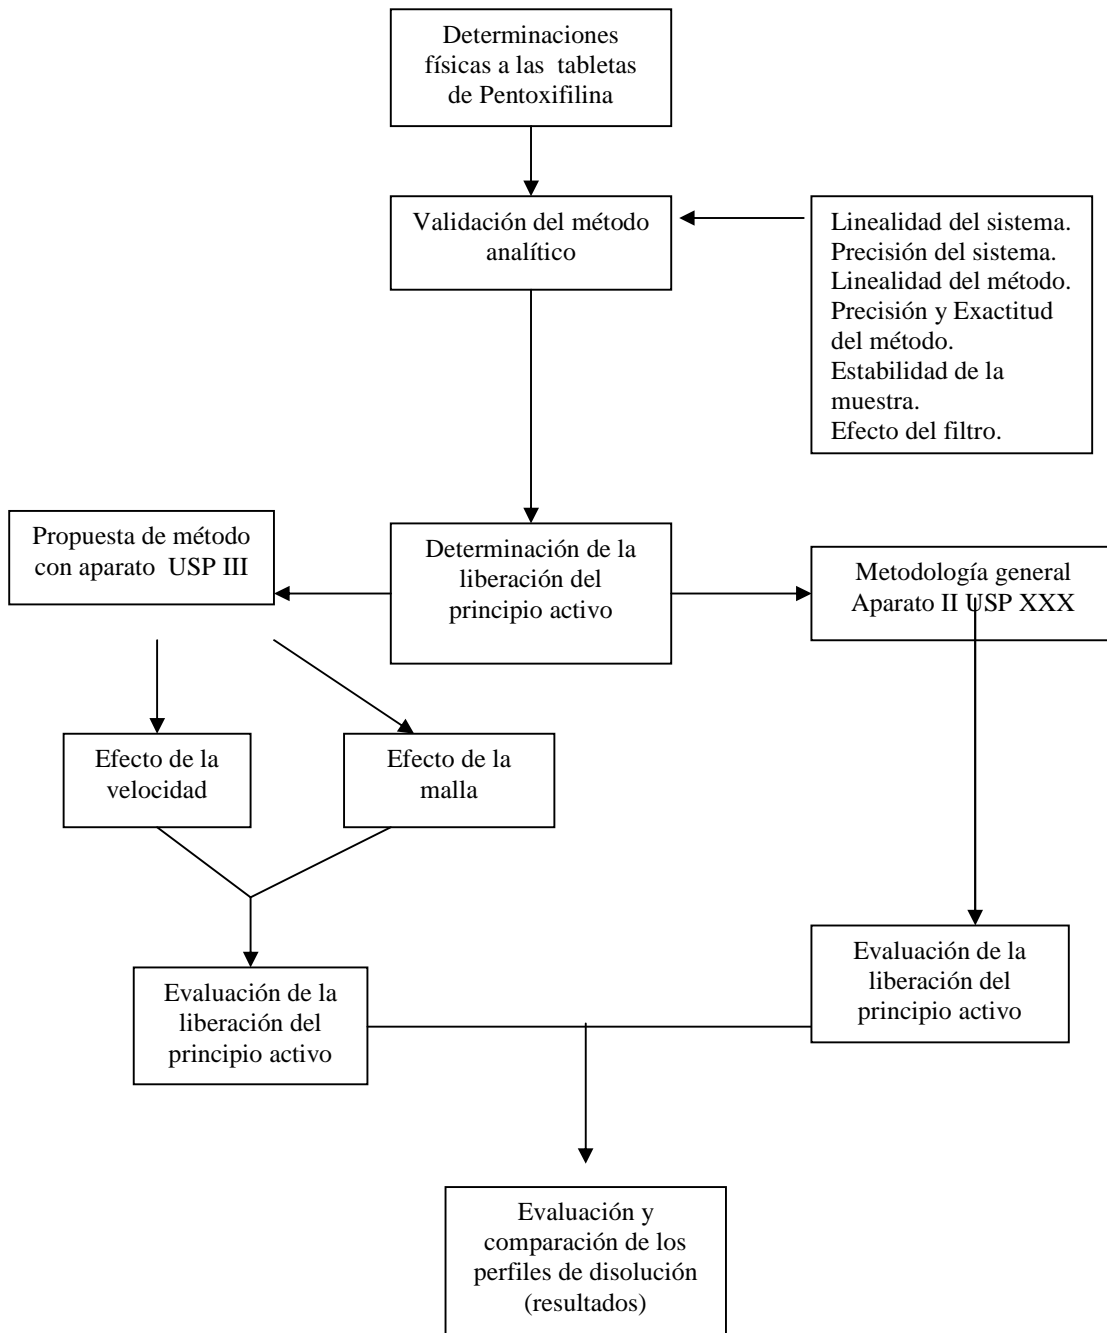 Determinaciones
físicas a las tabletas
de Pentoxifilina
Validación del método
analítico
Linealidad del sistema.
Precisión del sistema.
Linealidad del método.
Precisión y Exactitud
del método.
Estabilidad de la
muestra.
Efecto del filtro.
Propuesta de método
con aparato USP III
Determinación de la
liberación del
principio activo
Metodología general
Aparato II USP XXX
Efecto de la
velocidad
Efecto de la
malla
Evaluación de la
liberación del
principio activo
Evaluación de la
liberación del
principio activo
Evaluación y
comparación de los
perfiles de disolución
(resultados)